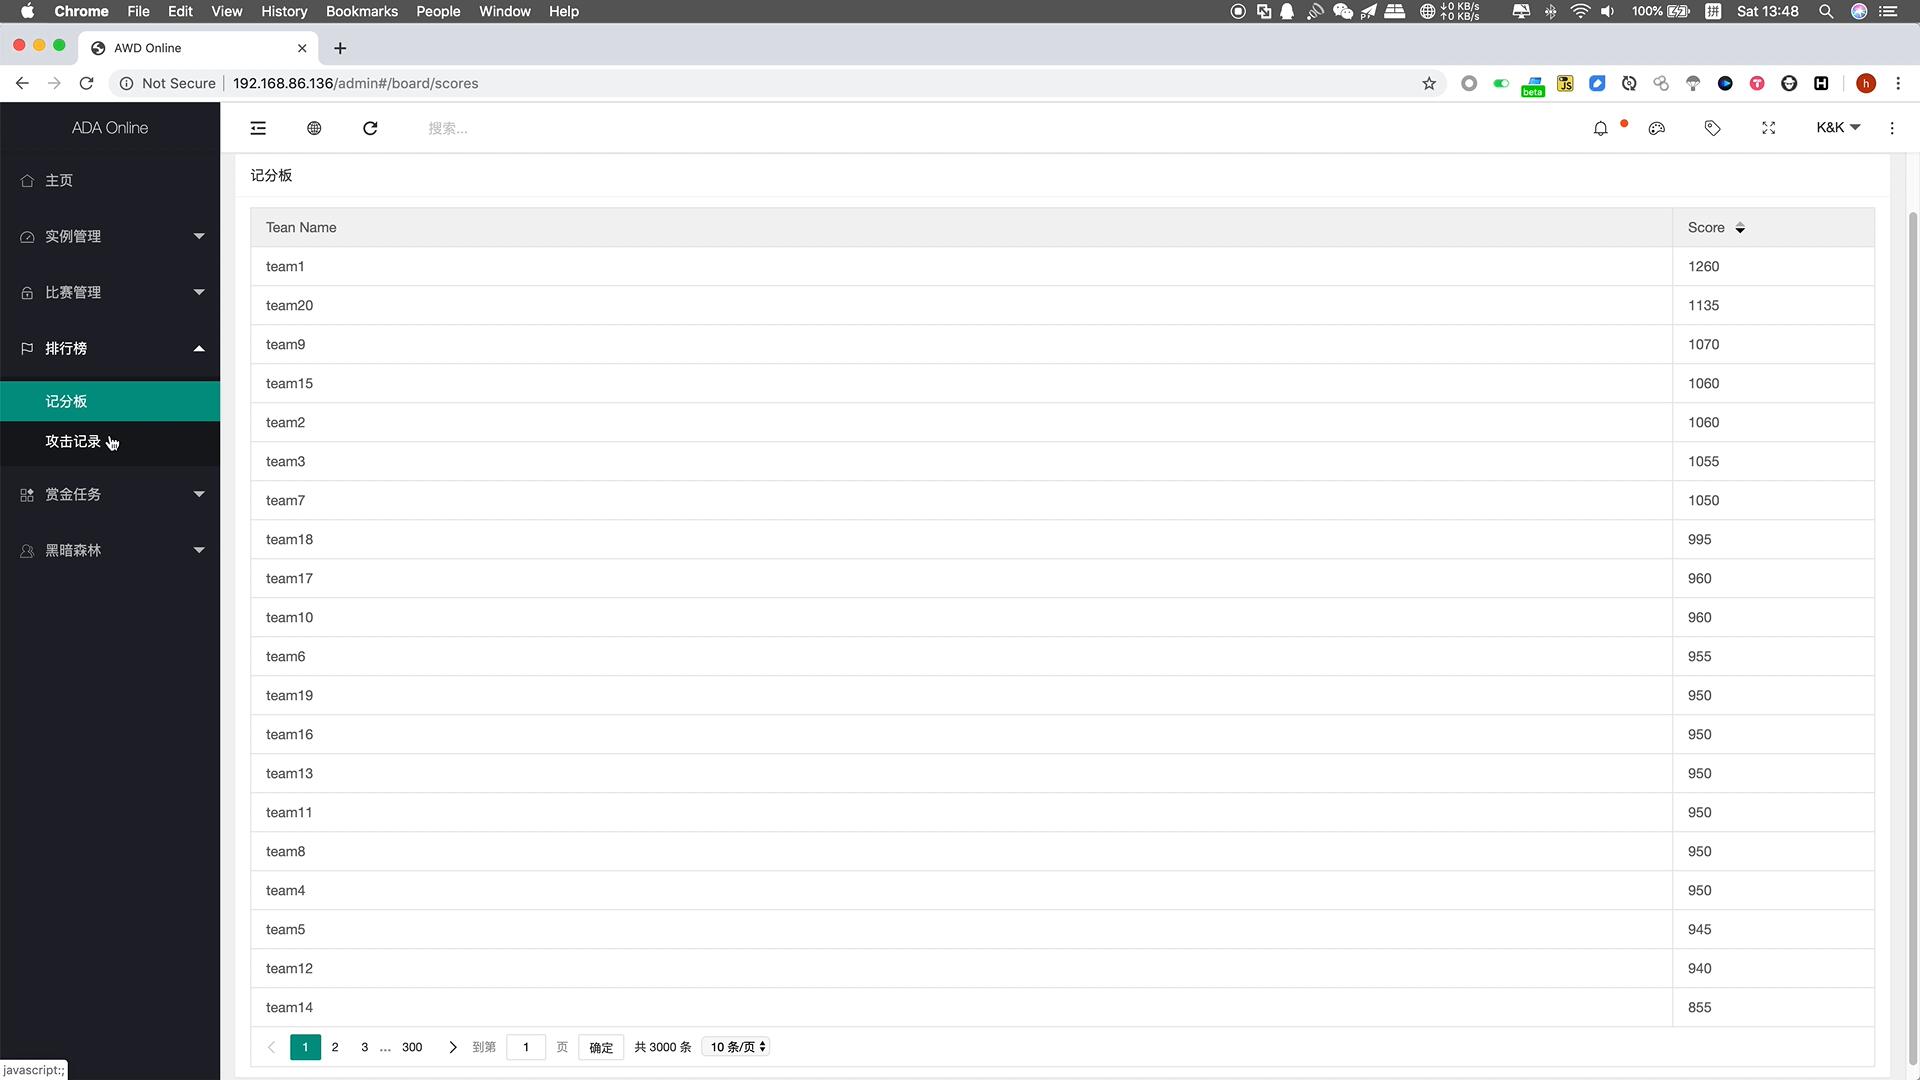 Chrome File Edit View History Bookmarks People Window Help
↓0 KB/s
↑0 KB/s
100% 拼 Sat 13:48
AWD Online
Not Secure 192.168.86.136/admin#/board/scores
beta JS T H h
ADA Online
搜索...
K&K
主页
实例管理
比赛管理
排行榜
记分板
攻击记录
赏金任务
黑暗森林
记分板
Tean Name Score
team1 1260
team20 1135
team9 1070
team15 1060
team2 1060
team3 1055
team7 1050
team18 995
team17 960
team10 960
team6 955
team19 950
team16 950
team13 950
team11 950
team8 950
team4 950
team5 945
team12 940
team14 855
1 2 3 ... 300 到第 1 页 确定 共 3000 条 10 条/页
javascript:;